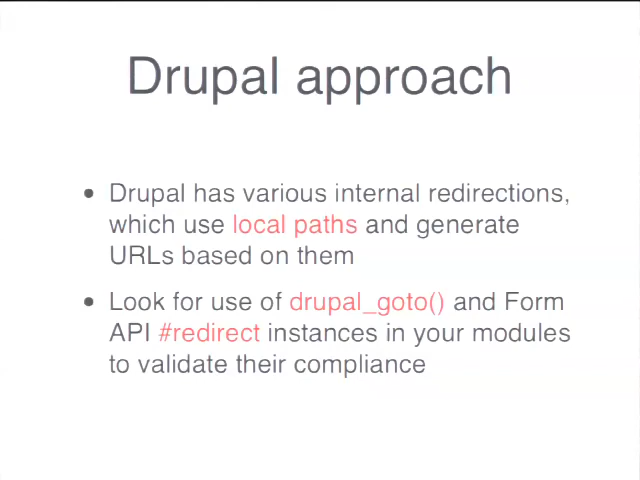 Drupal approach
• Drupal has various internal redirections,
which use local paths and generate
URLs based on them
• Look for use of drupal_goto() and Form
API #redirect instances in your modules
to validate their compliance